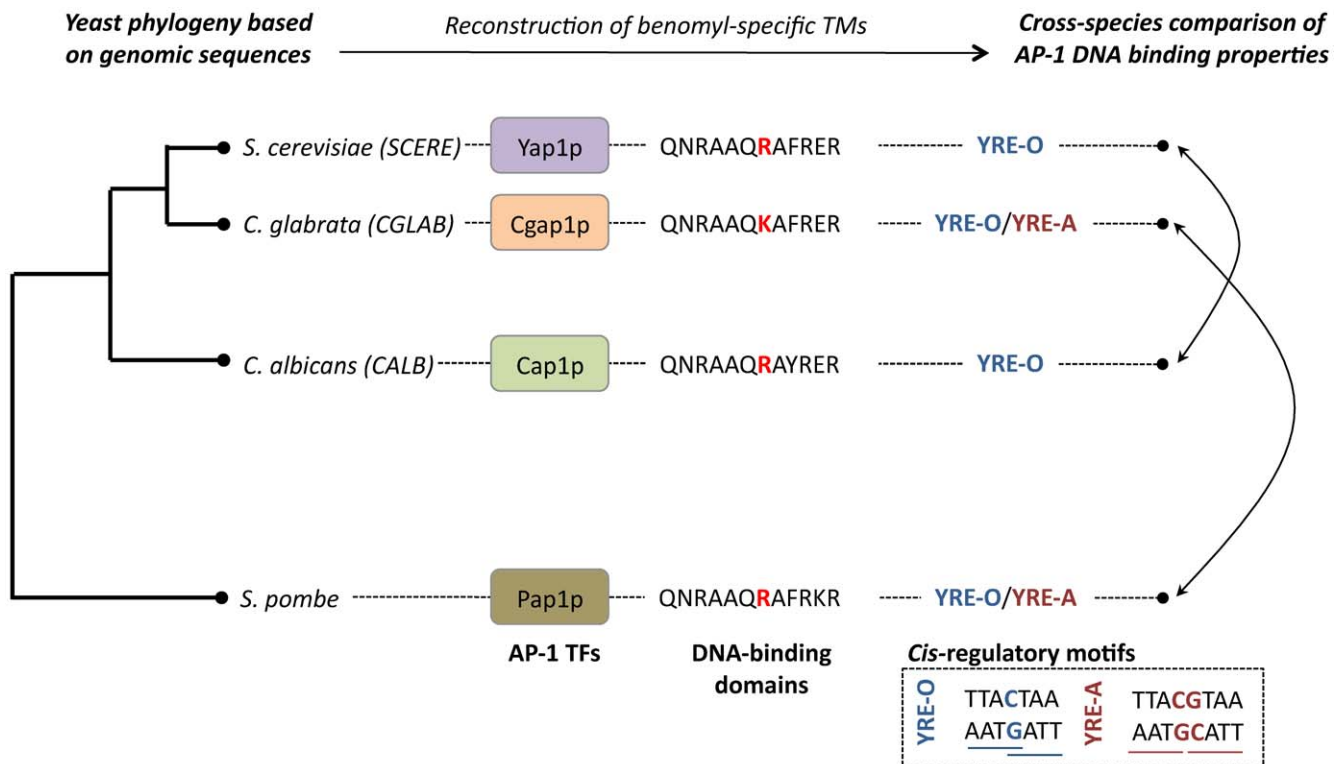 Yeast phylogeny based
on genomic sequences
Reconstruction of benomyl-specific TMs
Cross-species comparison of
AP-1 DNA binding properties
S. cerevisiae (SCERE) Yap1p QNRAAQRAFRER YRE-O
C. glabrata (CGLAB) Cgap1p QNRAAQKAFRER YRE-O/YRE-A
C. albicans (CALB) Cap1p QNRAAQRAYRER YRE-O
S. pombe Pap1p QNRAAQRAFRKR YRE-O/YRE-A
AP-1 TFs
DNA-binding
domains
Cis-regulatory motifs
YRE-O
TTACTAA
AATGATT
YRE-A
TTACGTAA
AATGCATT